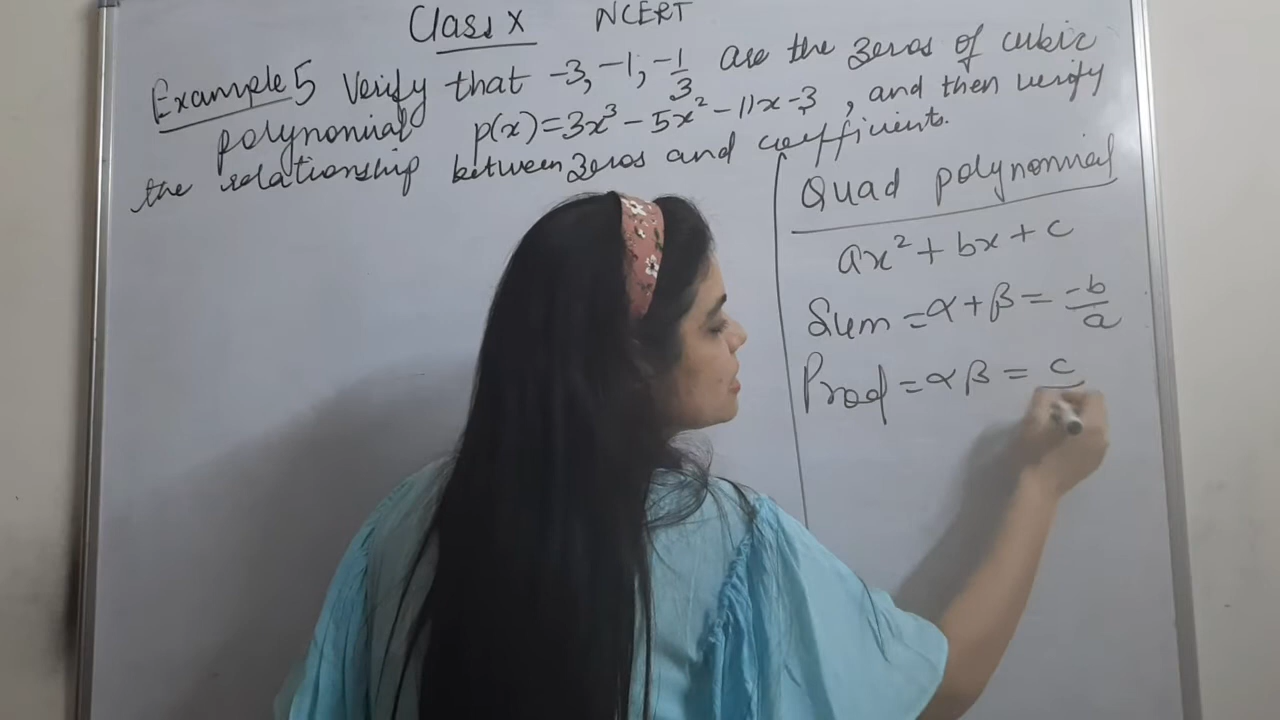 Class X NCERT
Example 5 Verify that -3, -1, -1/3 are the zeros of cubic
polynomial p(x) = 3x³ - 5x² - 11x - 3, and then verify
the relationship between zeros and coefficients.
Quad polynomial
ax² + bx + c
Sum = α + β = -b/a
Prod = αβ = c